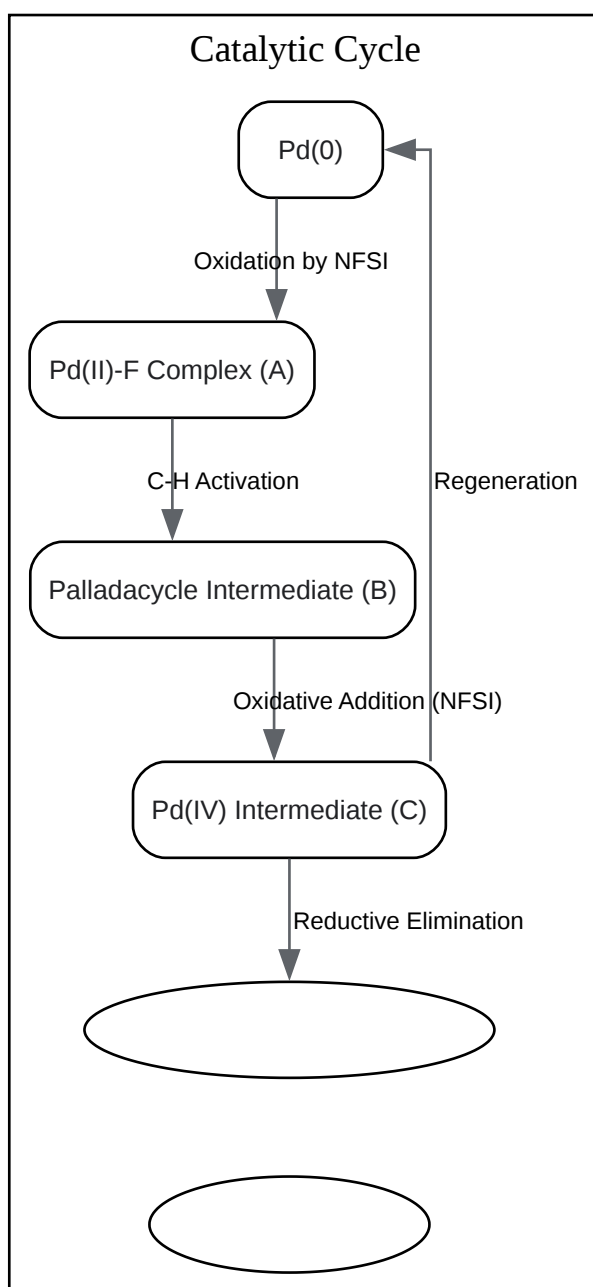 Catalytic Cycle
Pd(0)
Oxidation by NFSI
Pd(II)-F Complex (A)
C-H Activation
Regeneration
Palladacycle Intermediate (B)
Oxidative Addition (NFSI)
Pd(IV) Intermediate (C)
Reductive Elimination